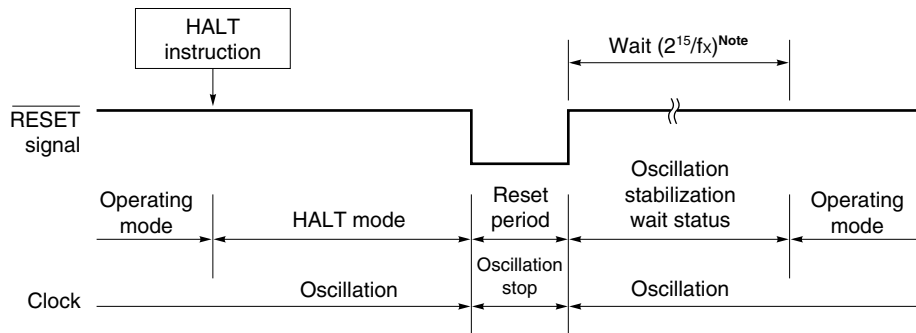 HALT
instruction
Wait (2¹⁵/fx)ᴺᵒᵗᵉ
RESET
signal
Operating
mode
HALT mode
Reset
period
Oscillation
stabilization
wait status
Operating
mode
Clock
Oscillation
Oscillation
stop
Oscillation